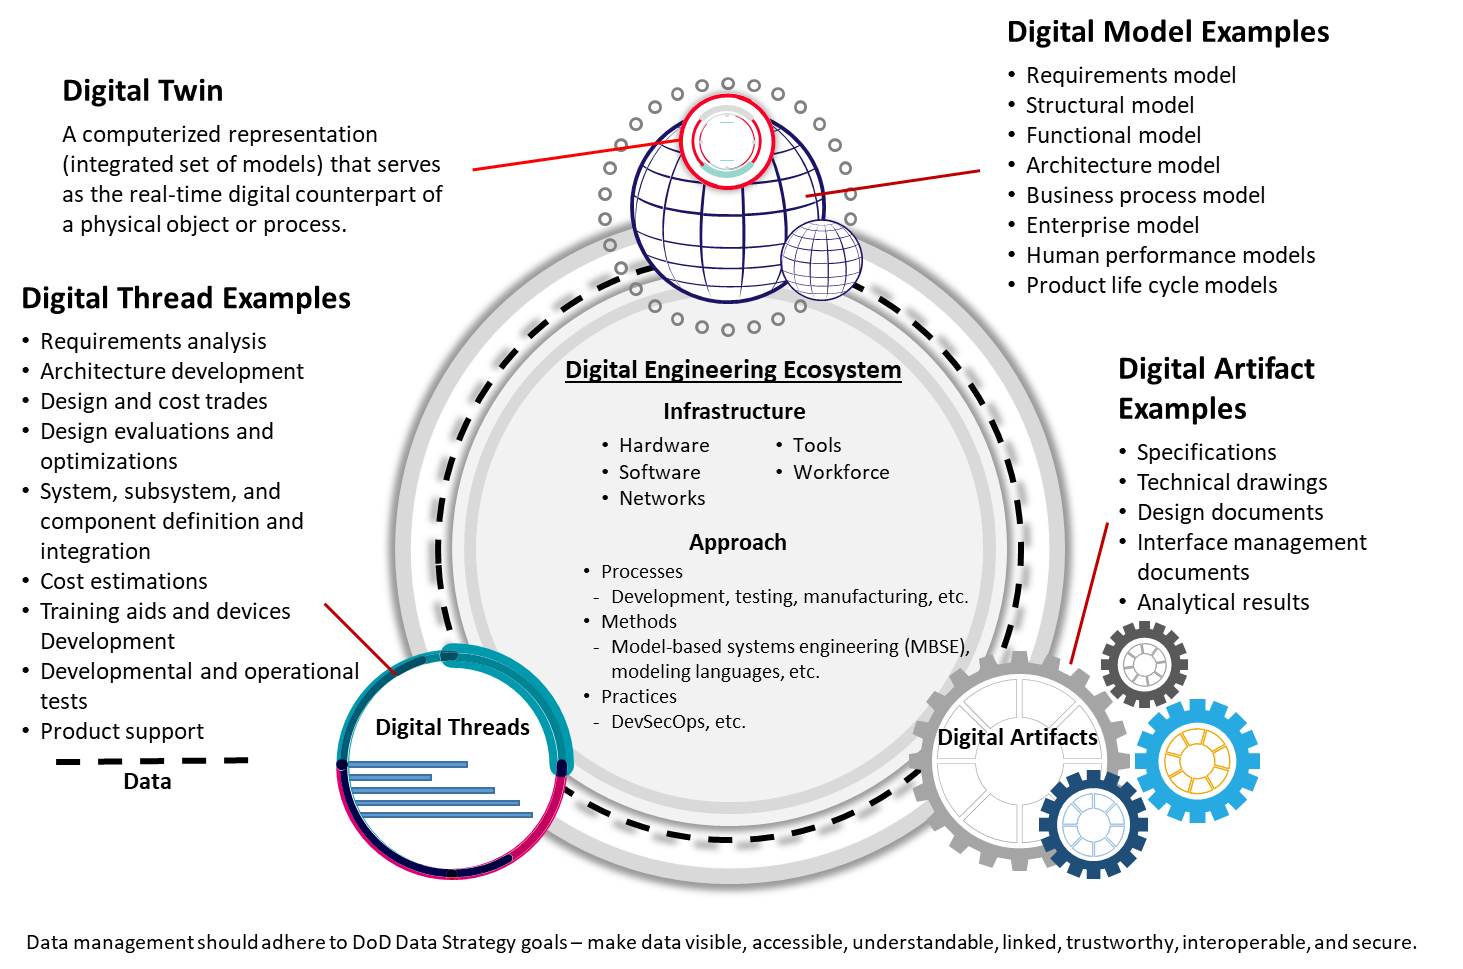 Digital Twin
A computerized representation
(integrated set of models) that serves
as the real-time digital counterpart of
a physical object or process.
Digital Model Examples
• Requirements model
• Structural model
• Functional model
• Architecture model
• Business process model
• Enterprise model
• Human performance models
• Product life cycle models
Digital Thread Examples
• Requirements analysis
• Architecture development
• Design and cost trades
• Design evaluations and
optimizations
• System, subsystem, and
component definition and
integration
• Cost estimations
• Training aids and devices
Development
• Developmental and operational
tests
• Product support
Data
Digital Engineering Ecosystem
Infrastructure
• Hardware
• Software
• Networks
• Tools
• Workforce
Approach
• Processes
- Development, testing, manufacturing, etc.
• Methods
- Model-based systems engineering (MBSE),
modeling languages, etc.
• Practices
- DevSecOps, etc.
Digital Artifact
Examples
• Specifications
• Technical drawings
• Design documents
• Interface management
documents
• Analytical results
Digital Threads
Digital Artifacts
Data management should adhere to DoD Data Strategy goals – make data visible, accessible, understandable, linked, trustworthy, interoperable, and secure.